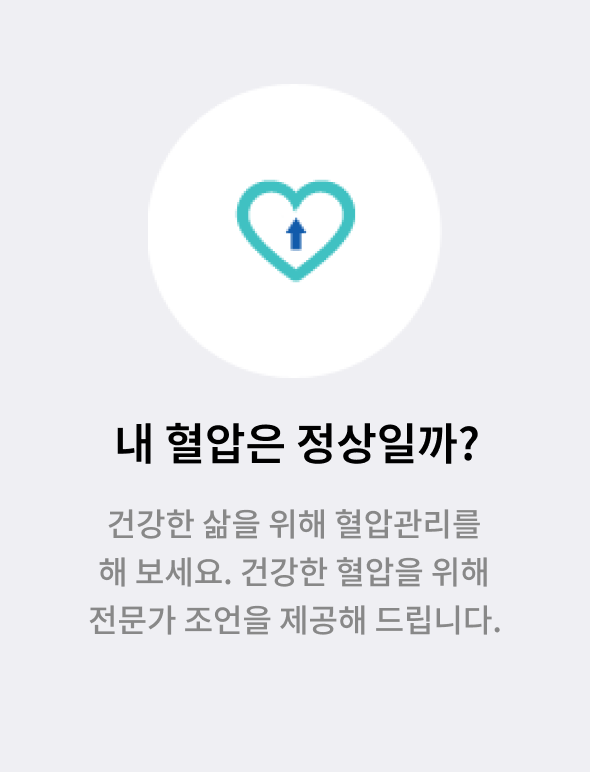 내 혈압은 정상일까?
건강한 삶을 위해 혈압관리를
해 보세요. 건강한 혈압을 위해
전문가 조언을 제공해 드립니다.